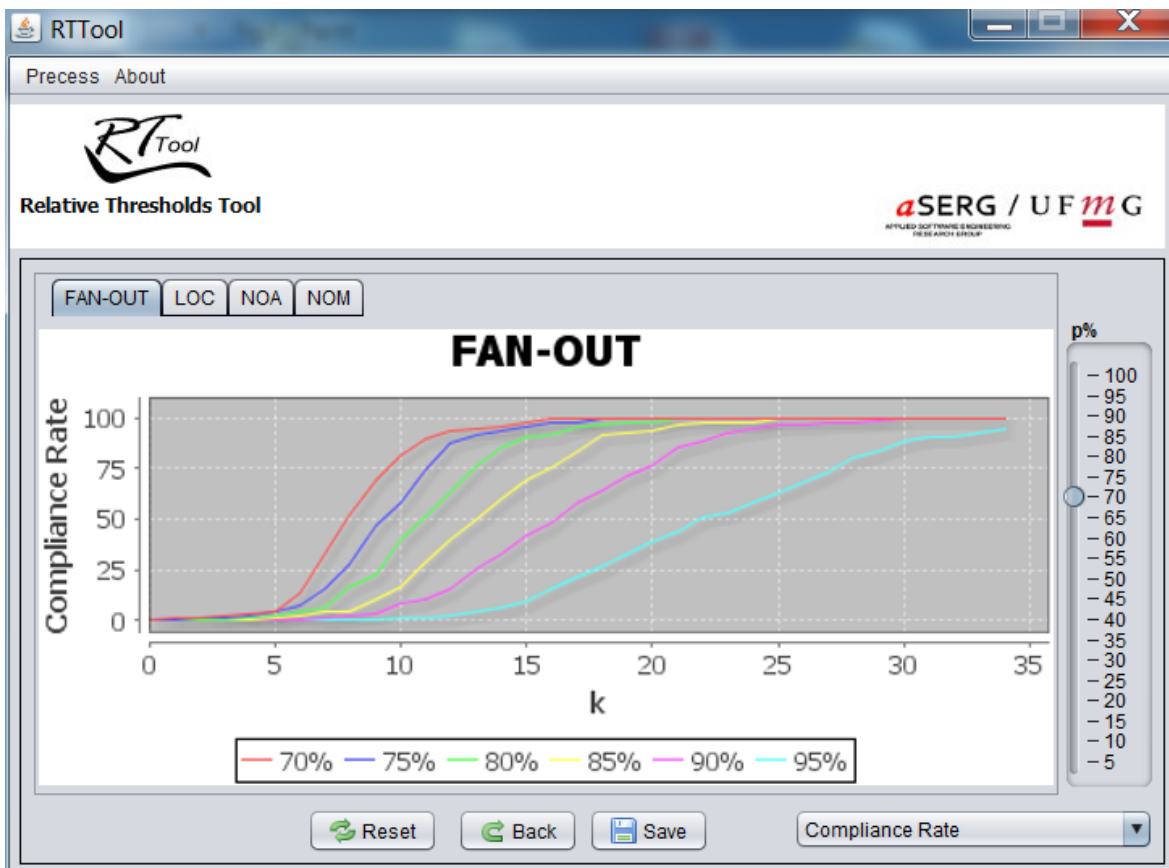 RTTool
Precess About
RT Tool
Relative Thresholds Tool
aSERG / UFmG
APPLIED SOFTWARE ENGINEERING
RESEARCH GROUP
FAN-OUT LOC NOA NOM
p%
FAN-OUT
Compliance Rate
100
75
50
25
0
0 5 10 15 20 25 30 35
k
70% 75% 80% 85% 90% 95%
100
95
90
85
80
75
70
65
60
55
50
45
40
35
30
25
20
15
10
5
Reset Back Save Compliance Rate